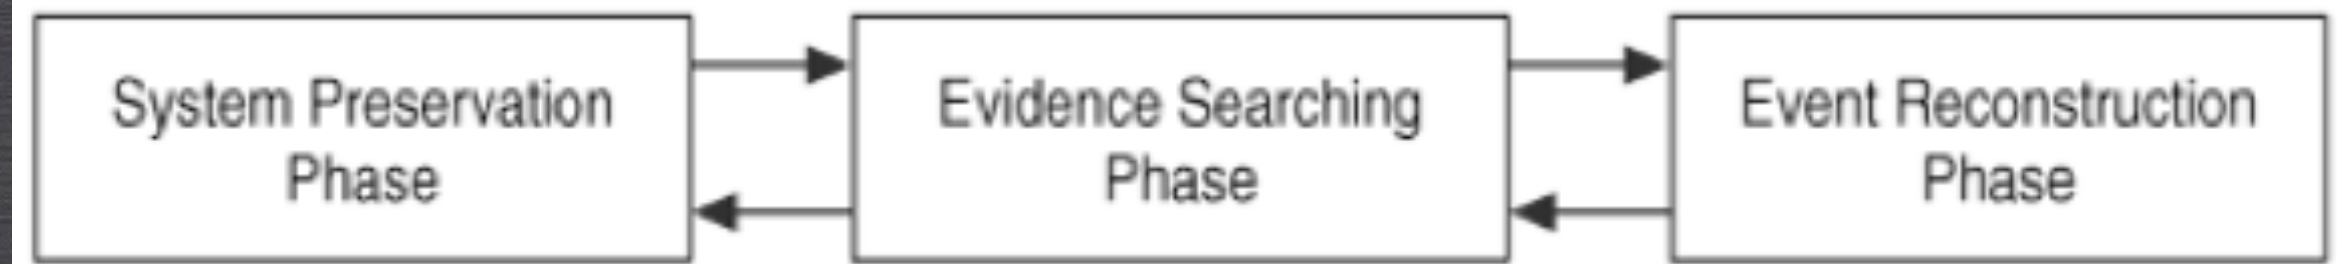 System Preservation
Phase
Evidence Searching
Phase
Event Reconstruction
Phase